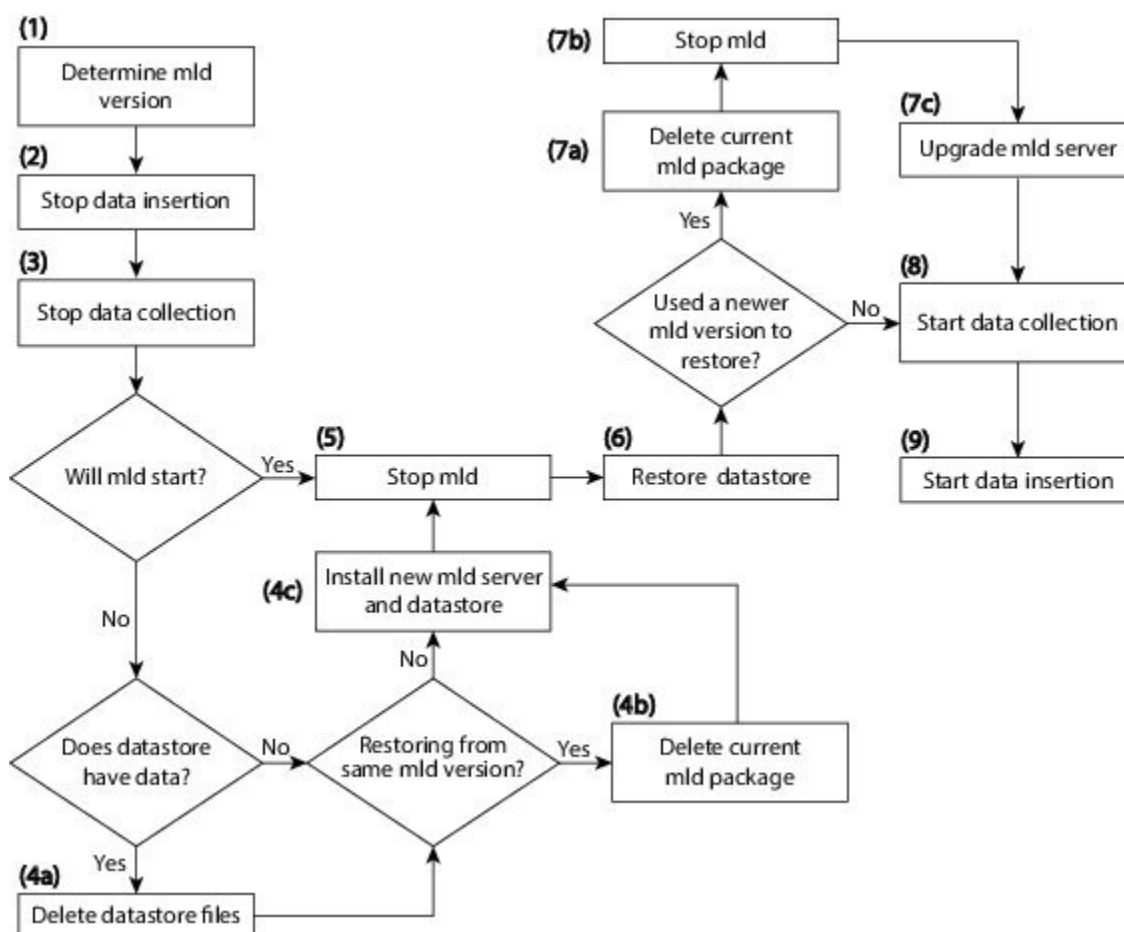 (1)
Determine mld
version
(2)
Stop data insertion
(3)
Stop data collection
Will mld start?
Yes
No
Does datastore
have data?
No
Yes
(4a)
Delete datastore files
Restoring from
same mld version?
No
Yes
(4b)
Delete current
mld package
(4c)
Install new mld server
and datastore
(5)
Stop mld
(6)
Restore datastore
Used a newer
mld version to
restore?
Yes
No
(7a)
Delete current
mld package
(7b)
Stop mld
(7c)
Upgrade mld server
(8)
Start data collection
(9)
Start data insertion